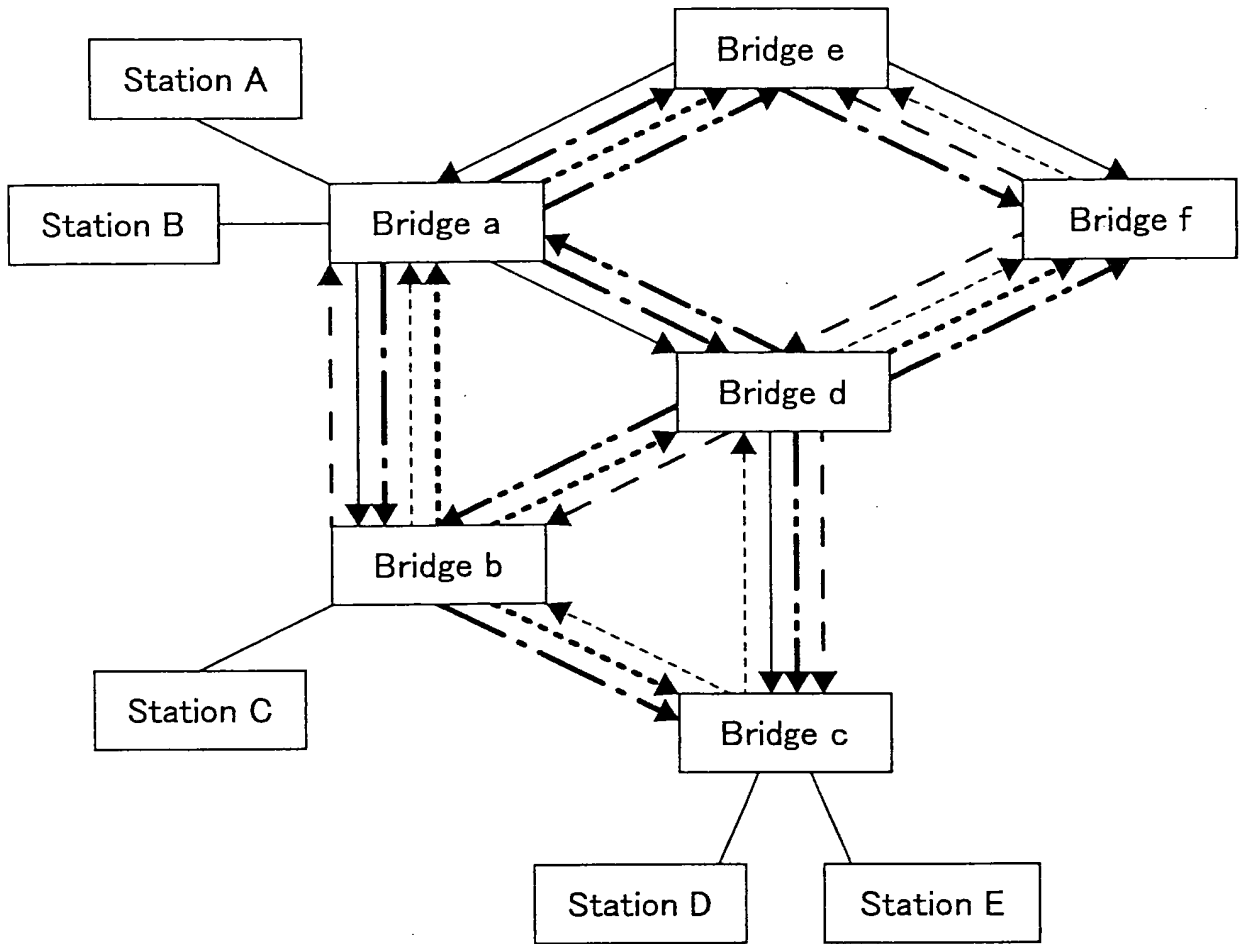 Bridge e
Station A
Station B
Bridge a
Bridge f
Bridge d
Bridge b
Station C
Bridge c
Station D
Station E